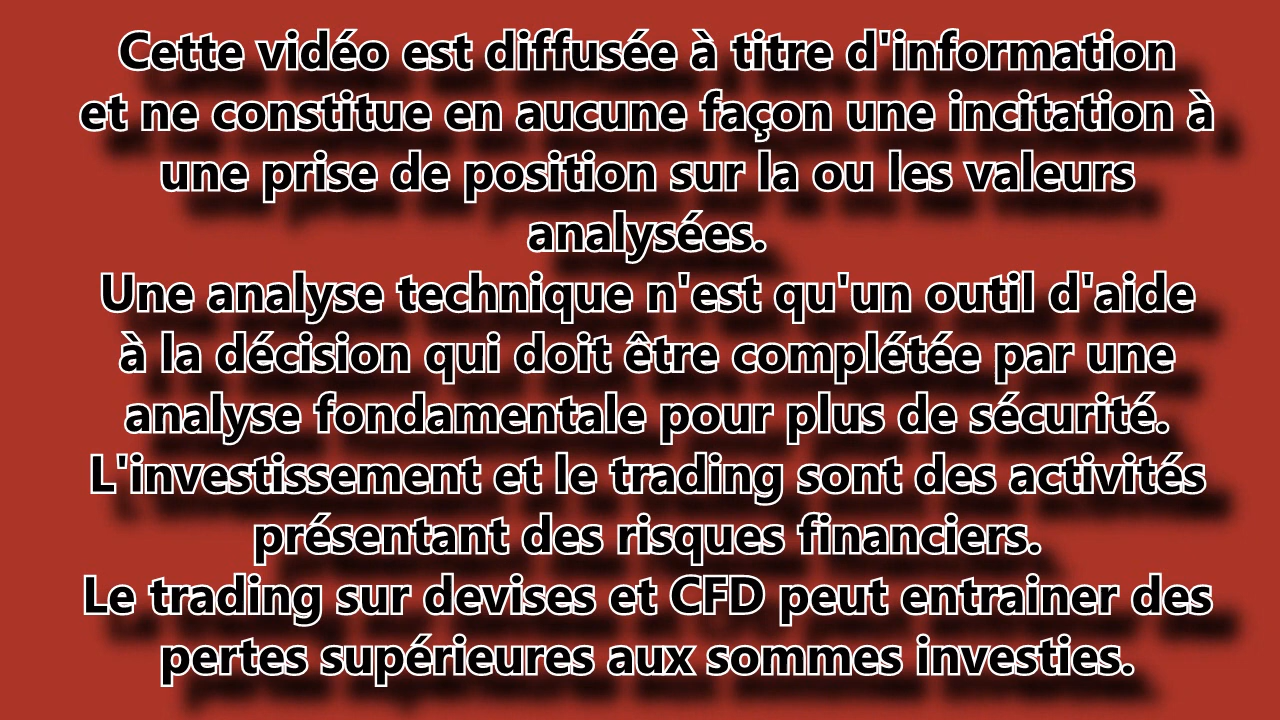 Cette vidéo est diffusée à titre d'information
et ne constitue en aucune façon une incitation à
une prise de position sur la ou les valeurs
analysées.
Une analyse technique n'est qu'un outil d'aide
à la décision qui doit être complétée par une
analyse fondamentale pour plus de sécurité.
L'investissement et le trading sont des activités
présentant des risques financiers.
Le trading sur devises et CFD peut entrainer des
pertes supérieures aux sommes investies.